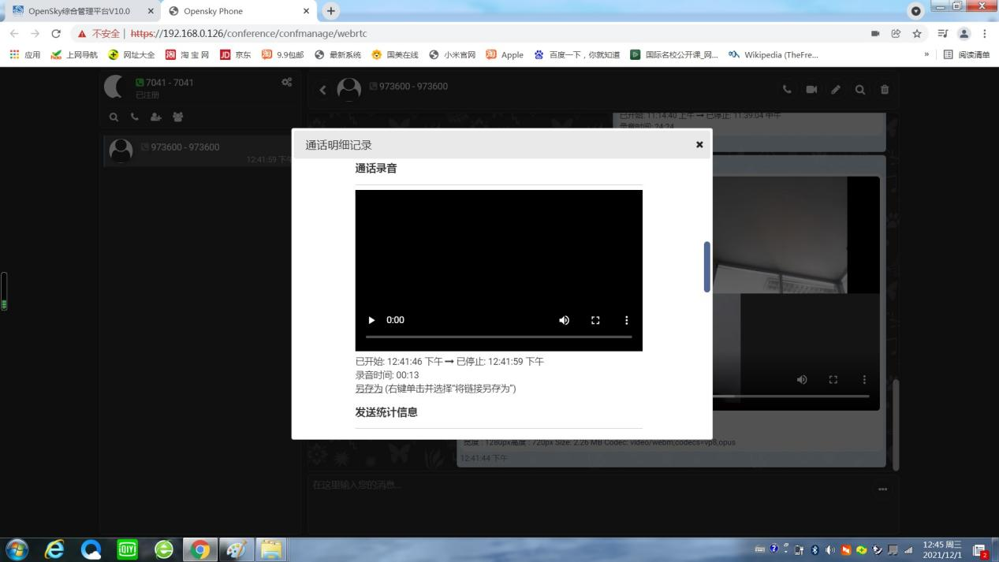 OpenSky综合管理平台V10.0
Opensky Phone
不安全 | https://192.168.0.126/conference/confmanage/webrtc
应用 上网导航 网址大全 淘 宝 网 京东 9.9包邮 最新系统 国美在线 小米官网 Apple 百度一下，你就知道 国际名校公开课_网... Wikipedia (TheFre... » 阅读清单
7041 - 7041
已注册
973600 - 973600
12:41:59 下午
973600 - 973600
已开始: 11:14:40 上午 ➞ 已停止: 11:39:04 中午
录音时间: 24:24
通话明细记录
通话录音
0:00
已开始: 12:41:46 下午 ➞ 已停止: 12:41:59 下午
录音时间: 00:13
另存为 (右键单击并选择“将链接另存为”)
发送统计信息
宽度 : 1280px高度 : 720px Size: 2.26 MB Codec: video/webm;codecs=vp8,opus
12:41:44 下午
在这里输入您的消息...
iQIY
12:45 周三
2021/12/1
2